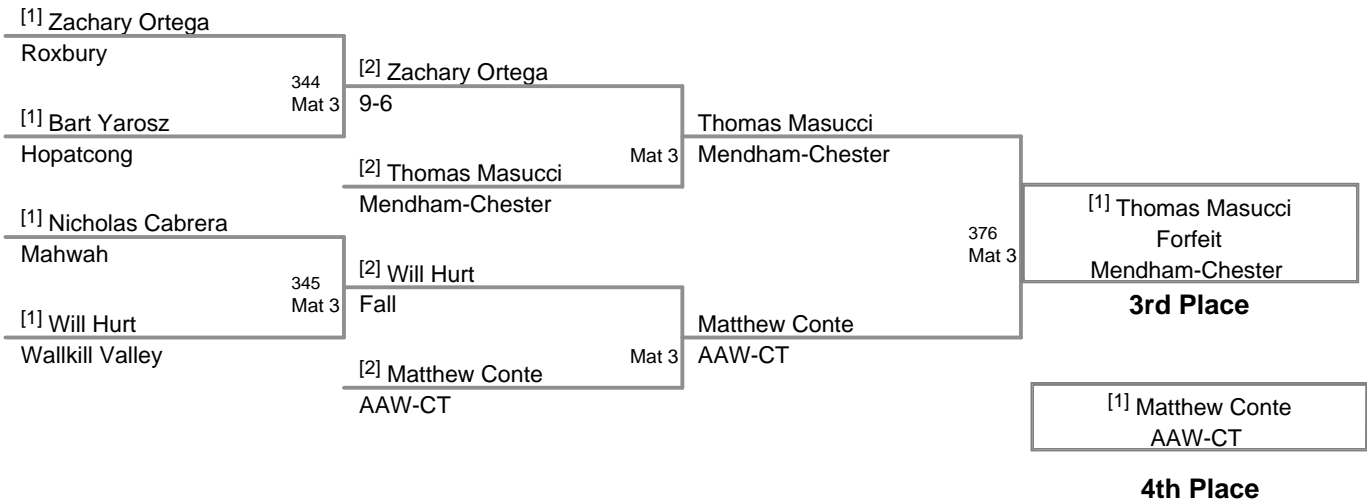 [1] Zachary Ortega
Roxbury
344
Mat 3
[1] Bart Yarosz
Hopatcong
[2] Zachary Ortega
9-6
Mat 3
[2] Thomas Masucci
Mendham-Chester
Thomas Masucci
Mendham-Chester
[1] Nicholas Cabrera
Mahwah
345
Mat 3
[1] Will Hurt
Wallkill Valley
[2] Will Hurt
Fall
Mat 3
[2] Matthew Conte
AAW-CT
Matthew Conte
AAW-CT
376
Mat 3
[1] Thomas Masucci
Forfeit
Mendham-Chester
3rd Place
[1] Matthew Conte
AAW-CT
4th Place